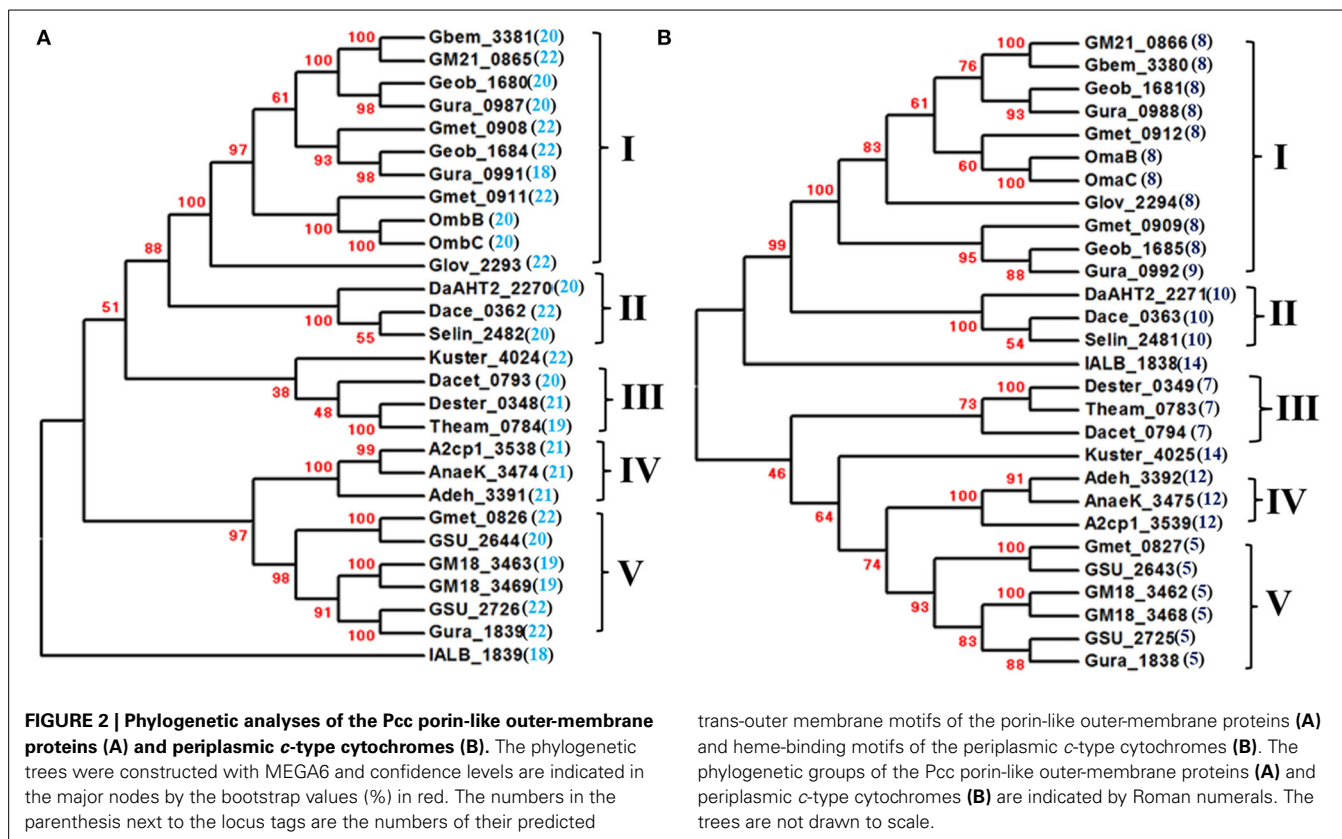 A
100
Gbem_3381(20)
100
GM21_0865(22)
Geob_1680(20)
61
98
Gura_0987(20)
Gmet_0908(22)
97
93
Geob_1684(22)
98
Gura_0991(18)
I
Gmet_0911(22)
100
100
OmbB (20)
100
OmbC (20)
88
Glov_2293 (22)
DaAHT2_2270(20)
51
100
Dace_0362(22)
55
Selin_2482(20)
II
Kuster_4024(22)
38
Dacet_0793(20)
48
Dester_0348(21)
100
Theam_0784(19)
III
99
A2cp1_3538(21)
100
AnaeK_3474(21)
Adeh_3391(21)
IV
97
100
Gmet_0826(22)
GSU_2644(20)
98
100
GM18_3463(19)
GM18_3469(19)
91
GSU_2726(22)
100
Gura_1839(22)
V
IALB_1839(18)
B
100
GM21_0866 (8)
76
Gbem_3380(8)
Geob_1681(8)
61
93
Gura_0988(8)
83
Gmet_0912(8)
60
OmaB (8)
100
OmaC (8)
I
100
Glov_2294(8)
Gmet_0909(8)
99
95
Geob_1685(8)
88
Gura_0992(9)
DaAHT2_2271(10)
100
Dace_0363(10)
54
Selin_2481(10)
II
IALB_1838(14)
100
Dester_0349(7)
73
Theam_0783(7)
Dacet_0794(7)
III
46
Kuster_4025(14)
64
91
Adeh_3392(12)
100
AnaeK_3475(12)
A2cp1_3539(12)
IV
74
100
Gmet_0827(5)
GSU_2643(5)
93
100
GM18_3462(5)
GM18_3468(5)
83
GSU_2725(5)
88
Gura_1838(5)
V
FIGURE 2 | Phylogenetic analyses of the Pcc porin-like outer-membrane
proteins (A) and periplasmic c-type cytochromes (B). The phylogenetic
trees were constructed with MEGA6 and confidence levels are indicated in
the major nodes by the bootstrap values (%) in red. The numbers in the
parenthesis next to the locus tags are the numbers of their predicted
trans-outer membrane motifs of the porin-like outer-membrane proteins (A)
and heme-binding motifs of the periplasmic c-type cytochromes (B). The
phylogenetic groups of the Pcc porin-like outer-membrane proteins (A) and
periplasmic c-type cytochromes (B) are indicated by Roman numerals. The
trees are not drawn to scale.